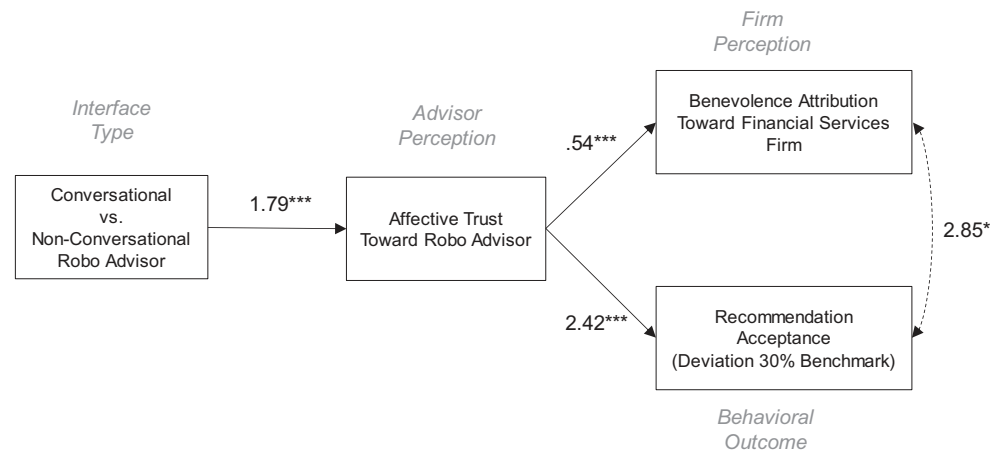 Interface
Type
Conversational
vs.
Non-Conversational
Robo Advisor
1.79***
Advisor
Perception
Affective Trust
Toward Robo Advisor
.54***
2.42***
Firm
Perception
Benevolence Attribution
Toward Financial Services
Firm
2.85*
Recommendation
Acceptance
(Deviation 30% Benchmark)
Behavioral
Outcome